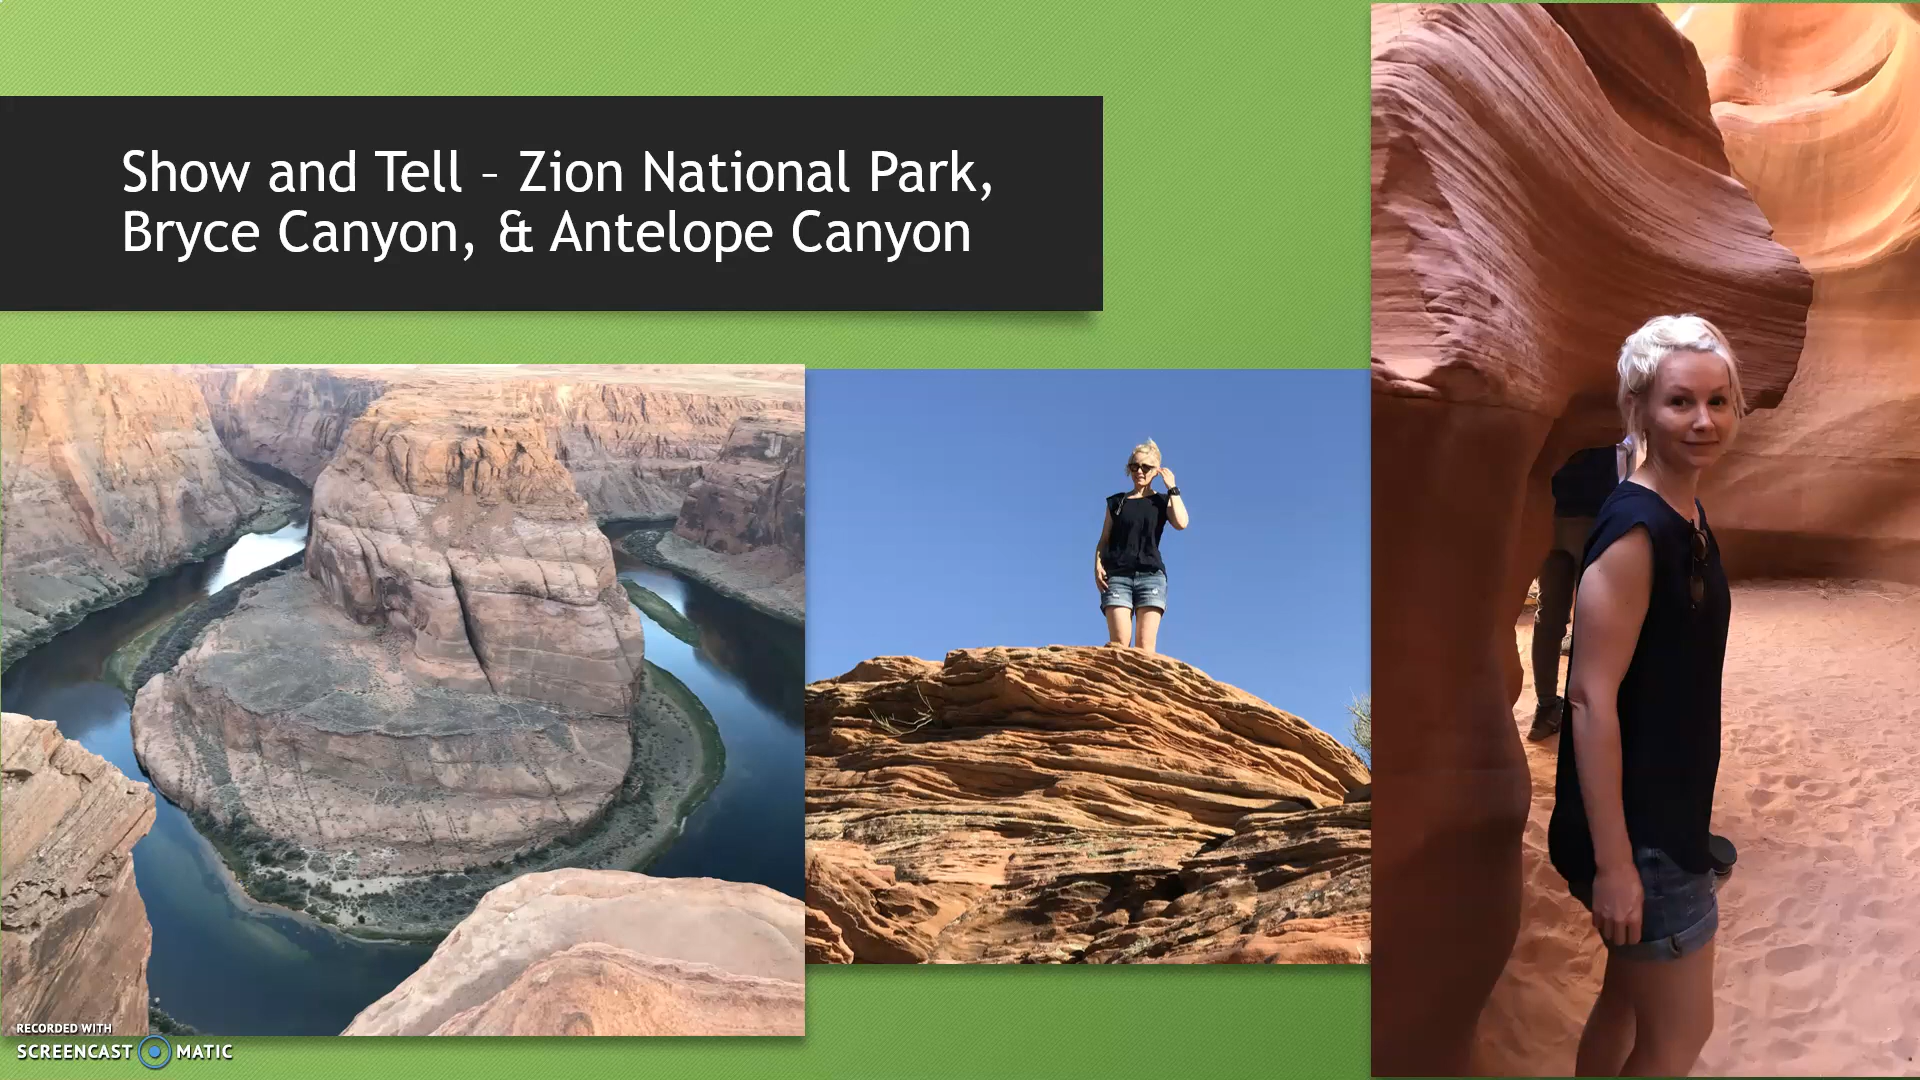 Show and Tell – Zion National Park,
Bryce Canyon, & Antelope Canyon
RECORDED WITH
SCREENCAST MATIC